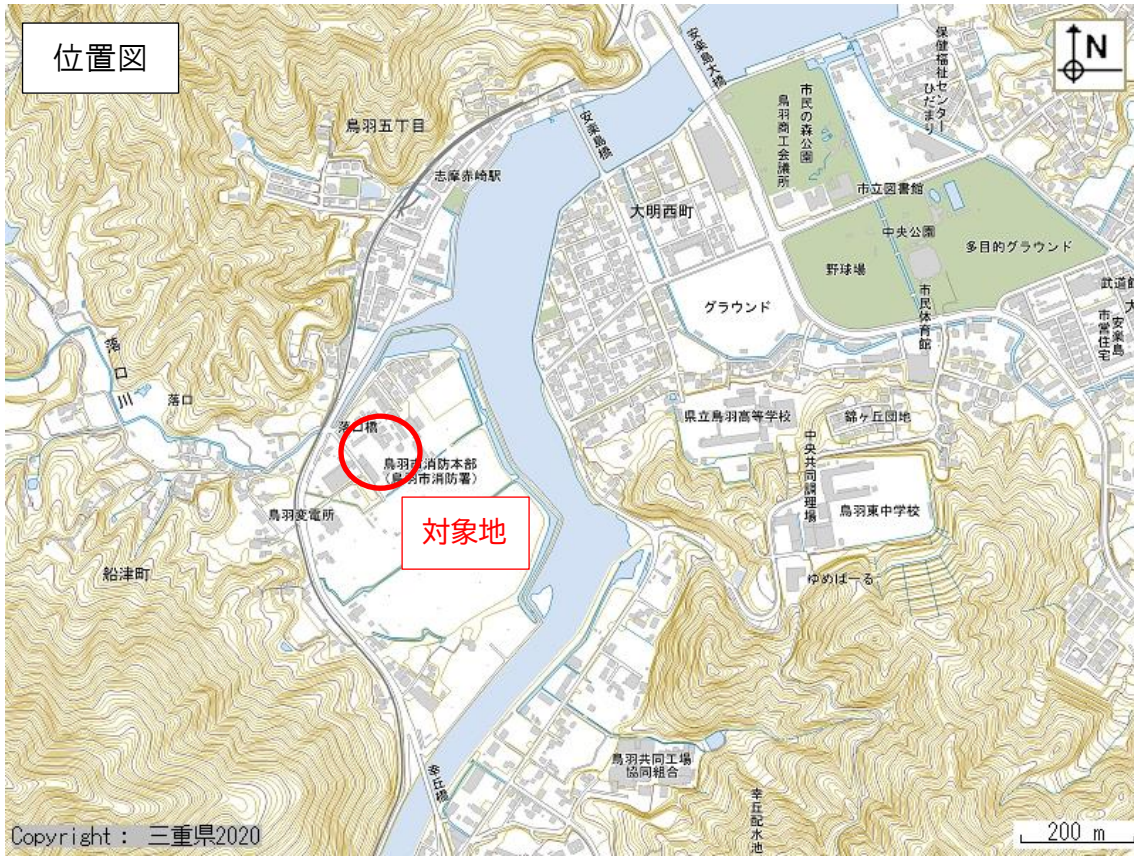 位置図
N
鳥羽五丁目
志摩赤崎駅
安楽島大橋
安楽島橋
大明西町
鳥羽商工会議所
市民の森公園
保健福祉センター
ひだまり
市立図書館
中央公園
多目的グラウンド
野球場
グラウンド
市民体育館
武道館
安楽島
市営住宅
落口川
落口
落口橋
鳥羽市消防本部
(鳥羽市消防署)
対象地
鳥羽変電所
船津町
県立鳥羽高等学校
錦ヶ丘団地
中央共同調理場
鳥羽東中学校
ゆめぱーる
鳥羽共同工場
協同組合
幸丘橋
幸丘配水池
Copyright : 三重県2020
200 m